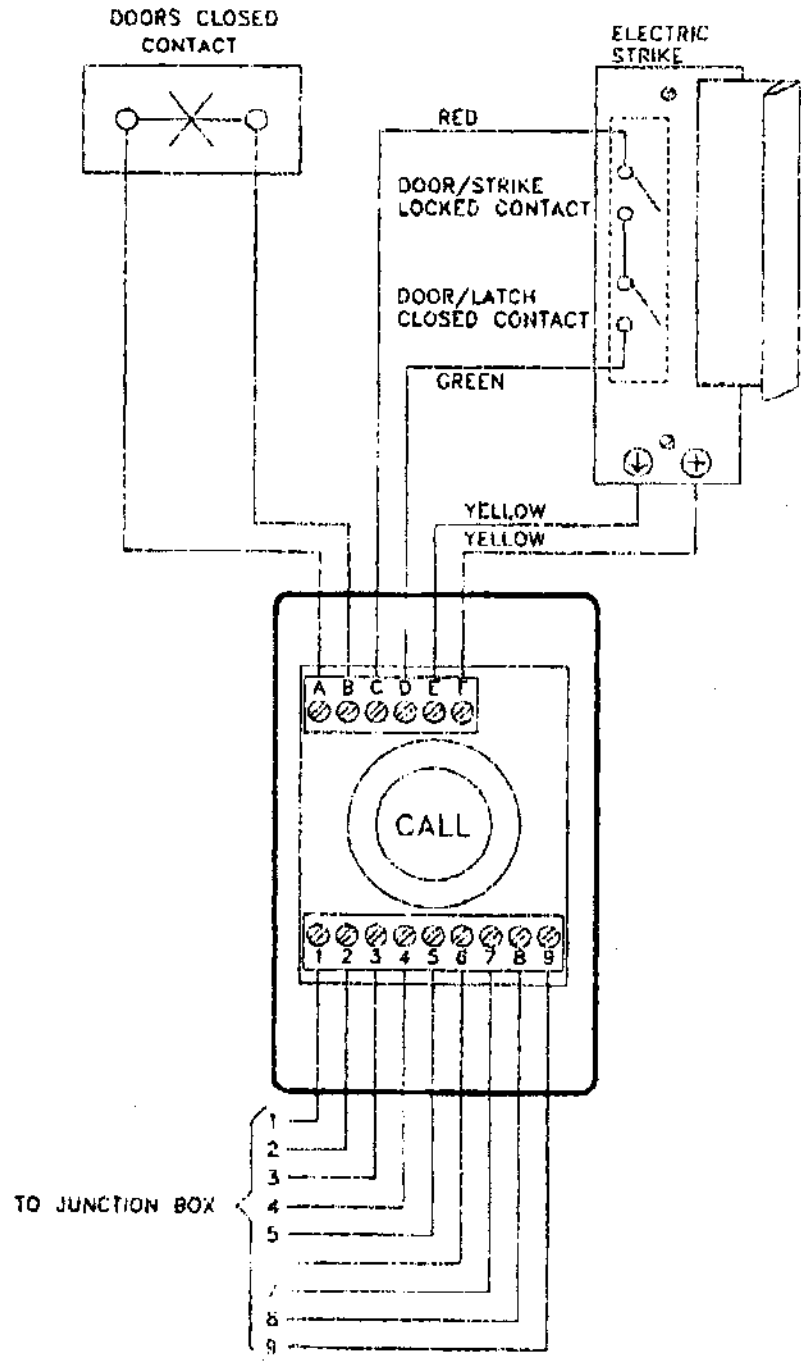 DOORS CLOSED
CONTACT
ELECTRIC
STRIKE
RED
DOOR/STRIKE
LOCKED CONTACT
DOOR/LATCH
CLOSED CONTACT
GREEN
YELLOW
YELLOW
A B C D E F
CALL
1 2 3 4 5 6 7 8 9
1
2
3
TO JUNCTION BOX 4
5
7
8
9